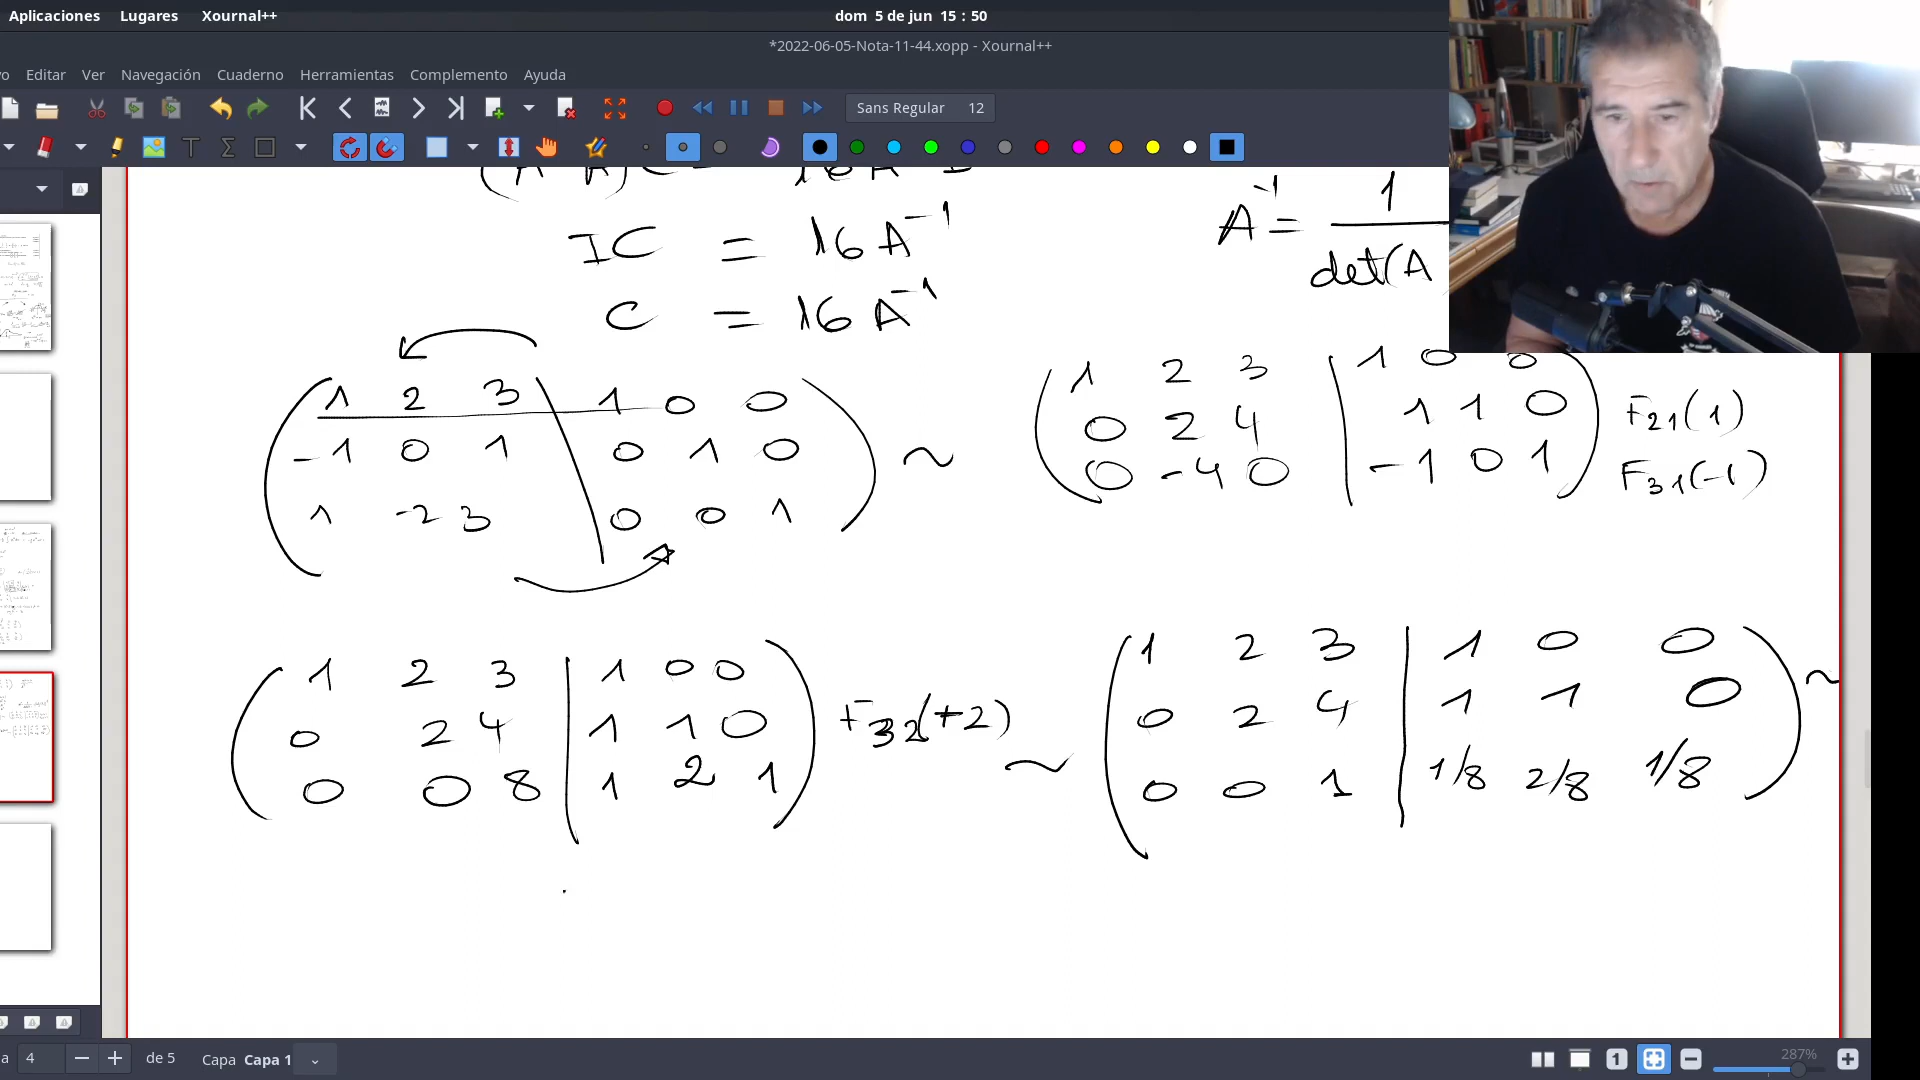 Aplicaciones Lugares Xournal++ dom 5 de jun 15 : 50
*2022-06-05-Nota-11-44.xopp - Xournal++
Editar Ver Navegación Cuaderno Herramientas Complemento Ayuda
Sans Regular 12
IC = 16 A⁻¹
C = 16 A⁻¹
A⁻¹ = 1
det(A
1 2 3 | 1 0 0
-1 0 1 | 0 1 0
1 -2 3 | 0 0 1
~
1 2 3 | 1 0 0
0 2 4 | 1 1 0 F₂₁(1)
0 -4 0 | -1 0 1 F₃₁(-1)
1 2 3 | 1 0 0
0 2 4 | 1 1 0 F₃₂(+2)
0 0 8 | 1 2 1
~
1 2 3 | 1 0 0
0 2 4 | 1 1 0
0 0 1 | 1/8 2/8 1/8
~
4 de 5 Capa Capa 1 287%